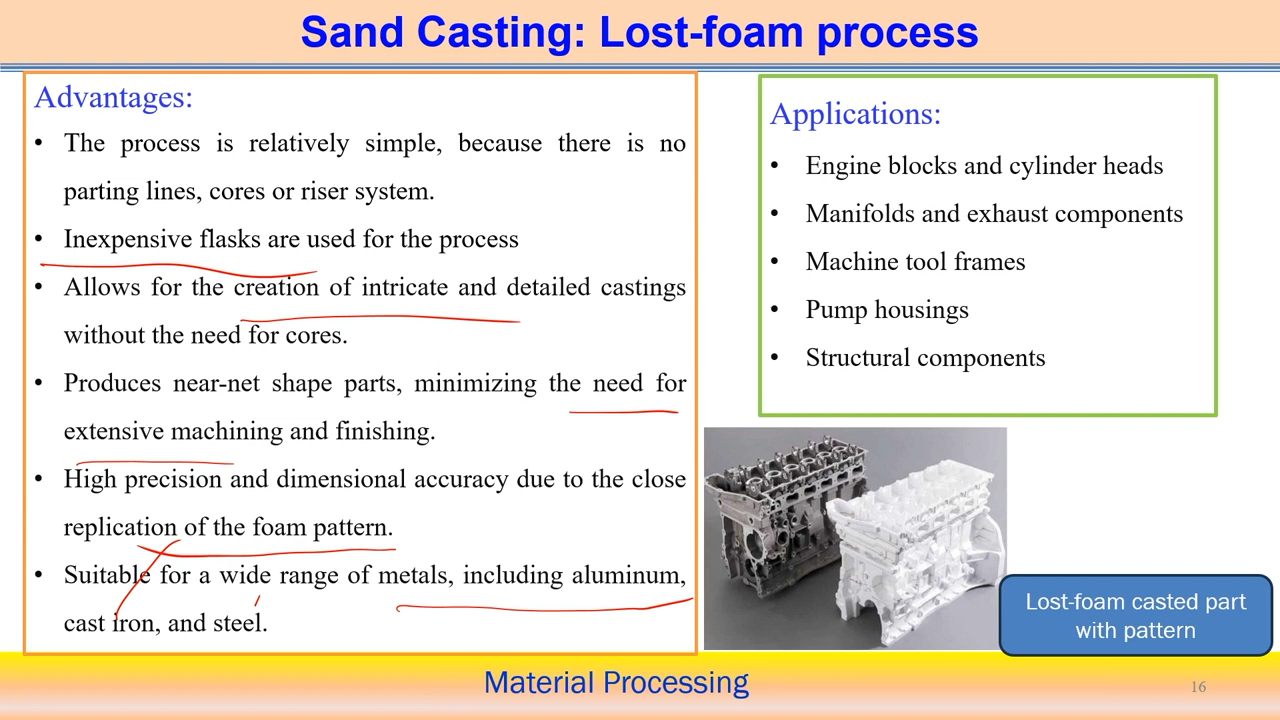 Sand Casting: Lost-foam process
Advantages:
• The process is relatively simple, because there is no
parting lines, cores or riser system.
• Inexpensive flasks are used for the process
• Allows for the creation of intricate and detailed castings
without the need for cores.
• Produces near-net shape parts, minimizing the need for
extensive machining and finishing.
• High precision and dimensional accuracy due to the close
replication of the foam pattern.
• Suitable for a wide range of metals, including aluminum,
cast iron, and steel.
Applications:
• Engine blocks and cylinder heads
• Manifolds and exhaust components
• Machine tool frames
• Pump housings
• Structural components
Lost-foam casted part
with pattern
Material Processing
16